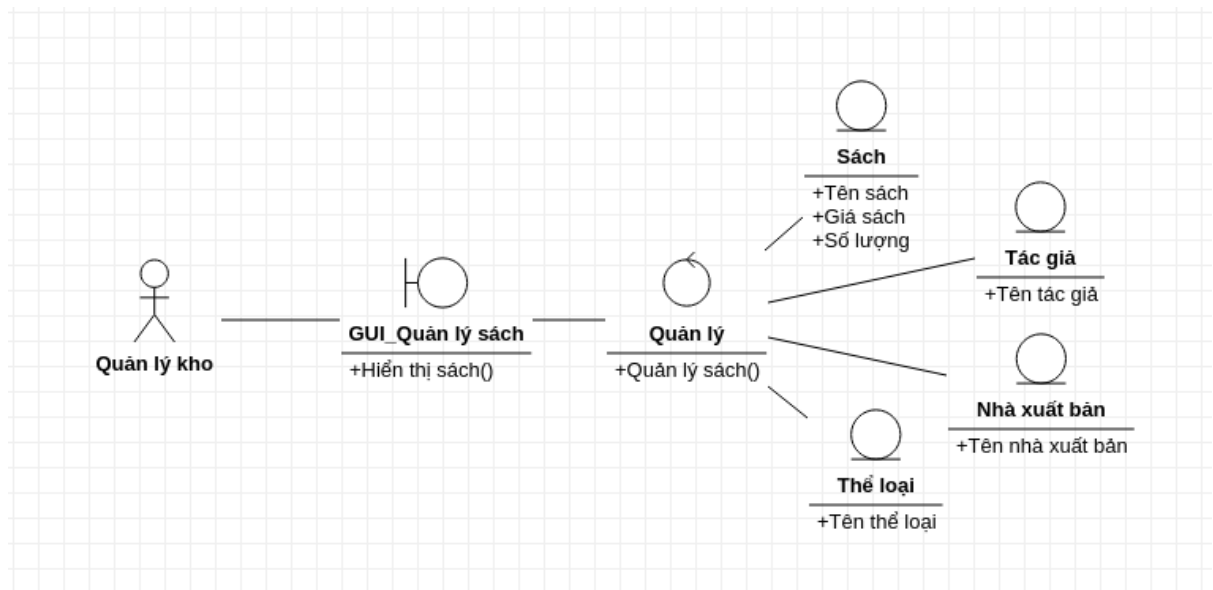 Sách
+Tên sách
+Giá sách
+Số lượng
Tác giả
+Tên tác giả
Quản lý kho
GUI_Quản lý sách
+Hiển thị sách()
Quản lý
+Quản lý sách()
Nhà xuất bản
+Tên nhà xuất bản
Thể loại
+Tên thể loại